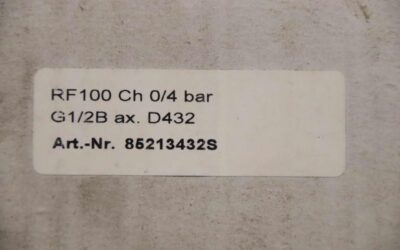 RF100 Ch 0/4 bar
G1/2B ax. D432
Art.-Nr. 85213432S